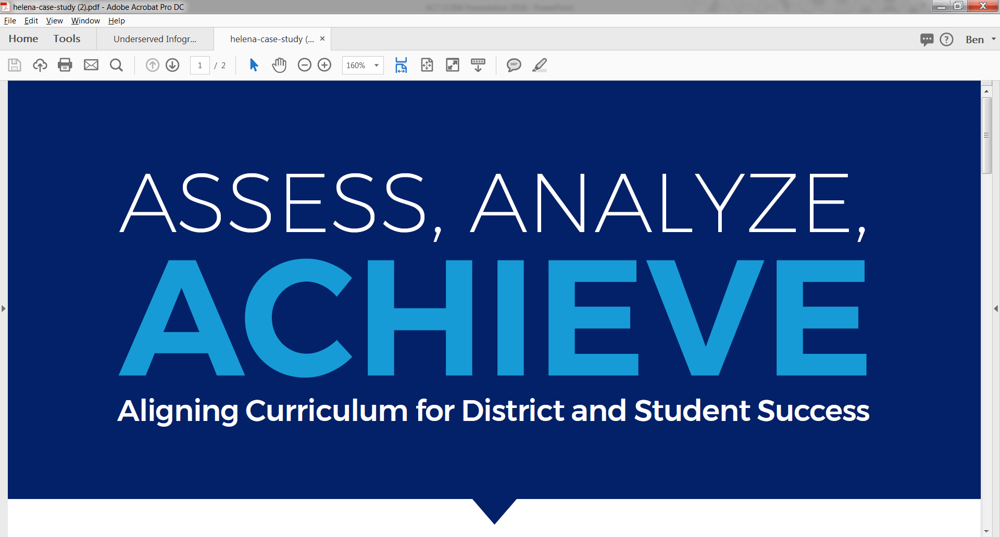 helena-case-study (2).pdf - Adobe Acrobat Pro DC
File Edit View Window Help
Home Tools Underserved Infogr... helena-case-study (... × Ben
1 / 2 160%
ASSESS, ANALYZE,
ACHIEVE
Aligning Curriculum for District and Student Success